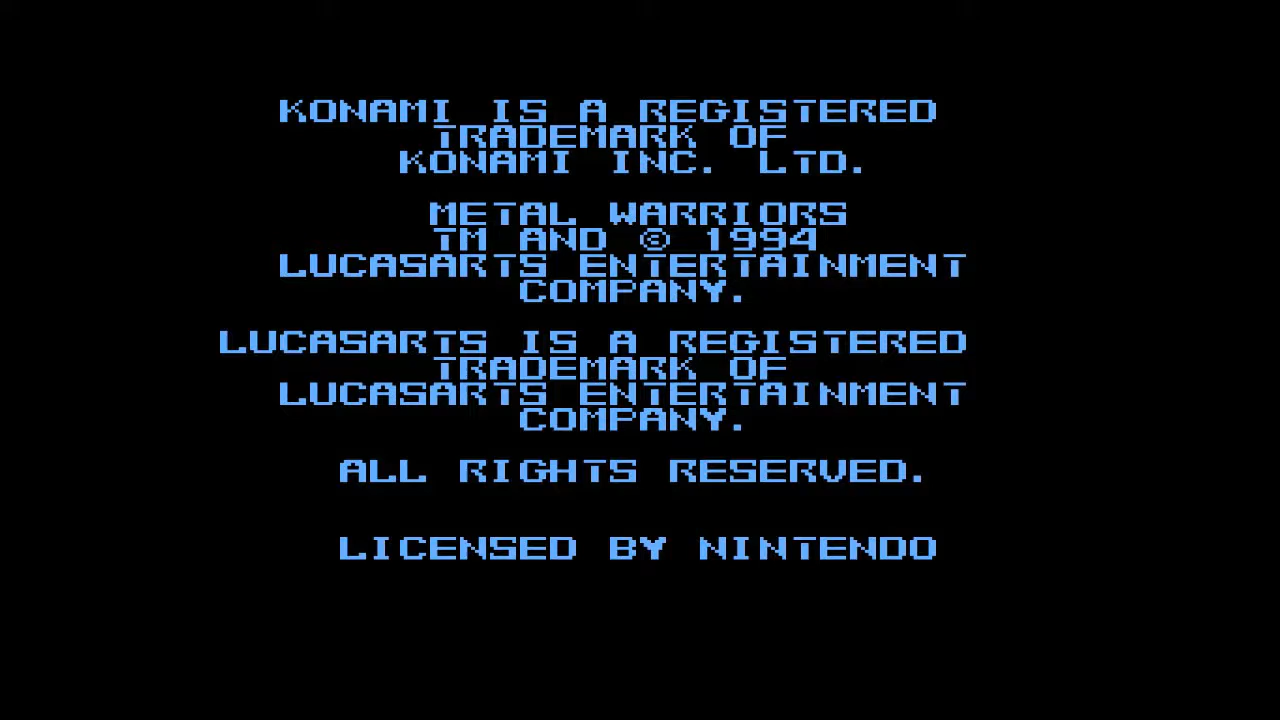 KONAMI IS A REGISTERED
TRADEMARK OF
KONAMI INC. LTD.
METAL WARRIORS
TM AND © 1994
LUCASARTS ENTERTAINMENT
COMPANY.
LUCASARTS IS A REGISTERED
TRADEMARK OF
LUCASARTS ENTERTAINMENT
COMPANY.
ALL RIGHTS RESERVED.
LICENSED BY NINTENDO